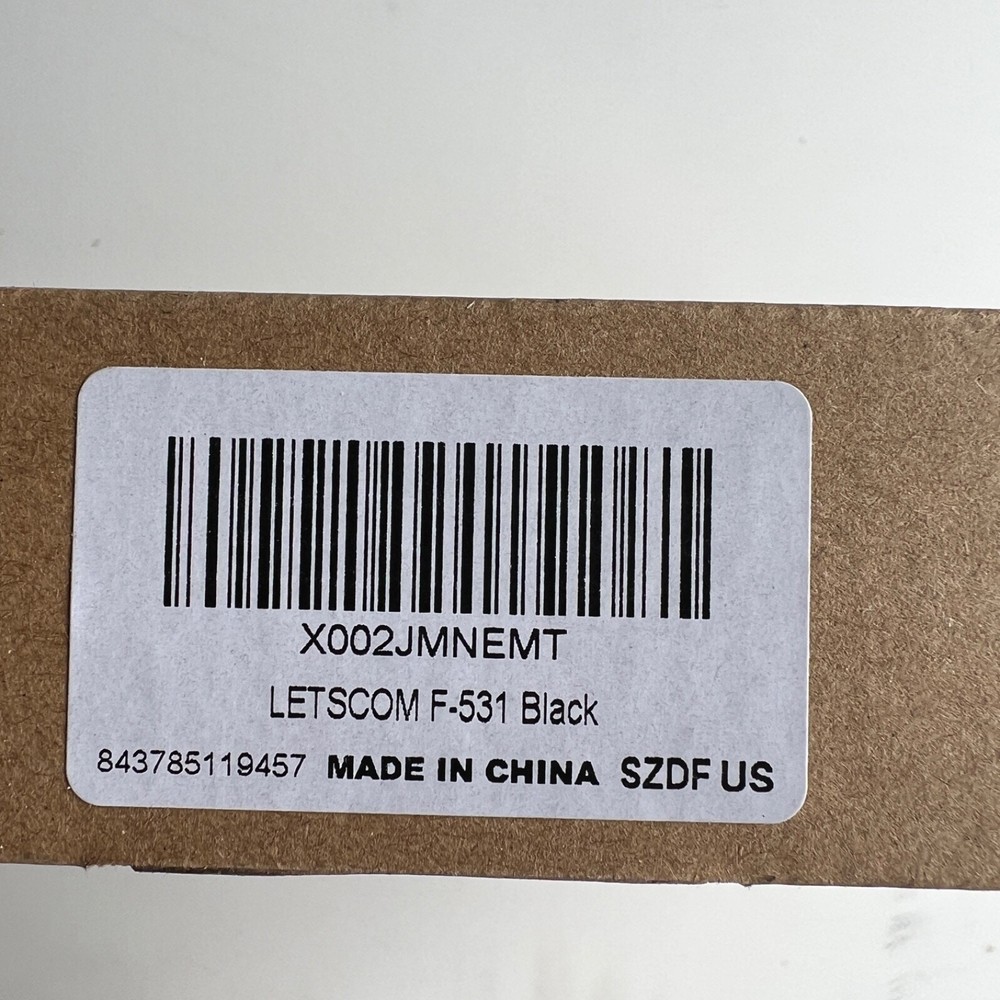 X002JMNEMT
LETSCOM F-531 Black
843785119457 MADE IN CHINA SZDF US